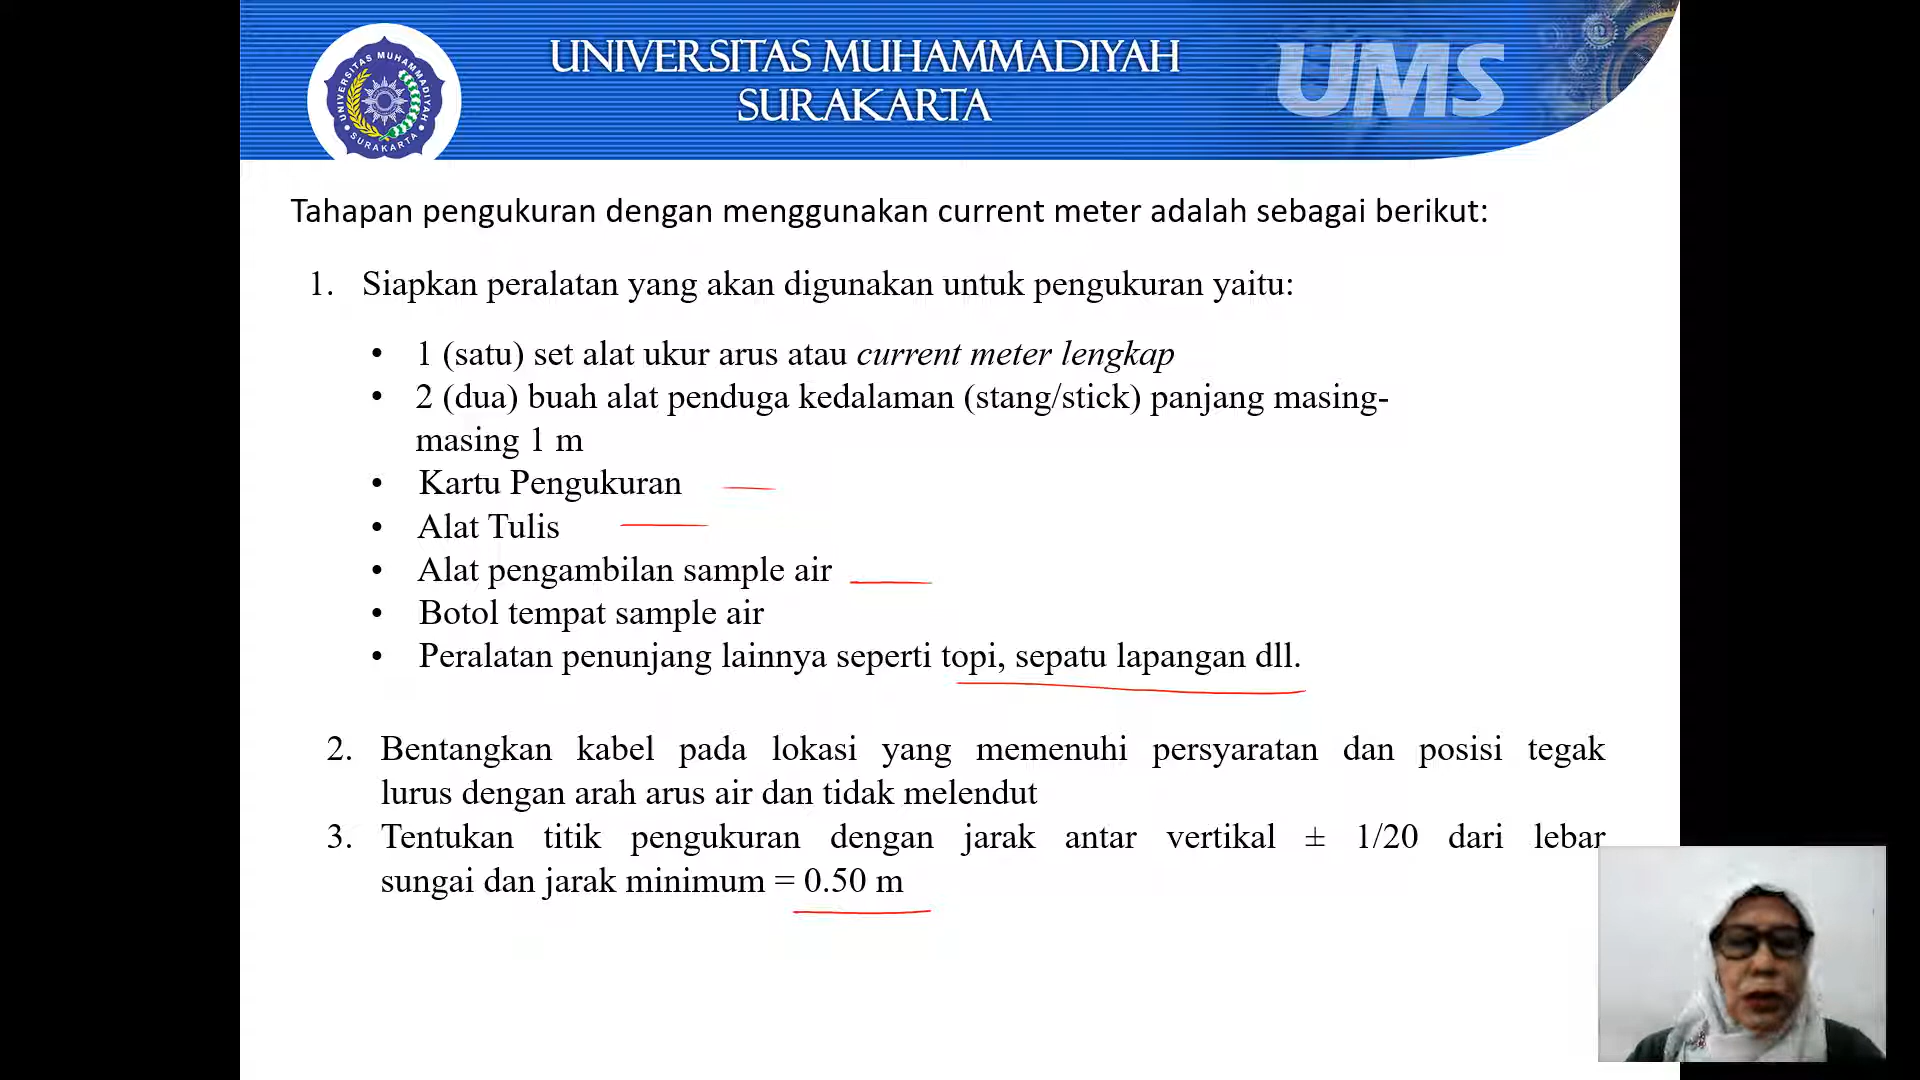 UNIVERSITAS MUHAMMADIYAH
SURAKARTA
UMS
UNIVERSITAS MUHAMMADIYAH
SURAKARTA
Tahapan pengukuran dengan menggunakan current meter adalah sebagai berikut:
1. Siapkan peralatan yang akan digunakan untuk pengukuran yaitu:
• 1 (satu) set alat ukur arus atau current meter lengkap
• 2 (dua) buah alat penduga kedalaman (stang/stick) panjang masing-
masing 1 m
• Kartu Pengukuran
• Alat Tulis
• Alat pengambilan sample air
• Botol tempat sample air
• Peralatan penunjang lainnya seperti topi, sepatu lapangan dll.
2. Bentangkan kabel pada lokasi yang memenuhi persyaratan dan posisi tegak
lurus dengan arah arus air dan tidak melendut
3. Tentukan titik pengukuran dengan jarak antar vertikal ± 1/20 dari lebar
sungai dan jarak minimum = 0.50 m